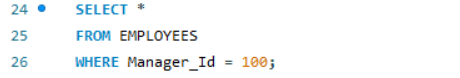 24 SELECT *
25 FROM EMPLOYEES
26 WHERE Manager_Id = 100;